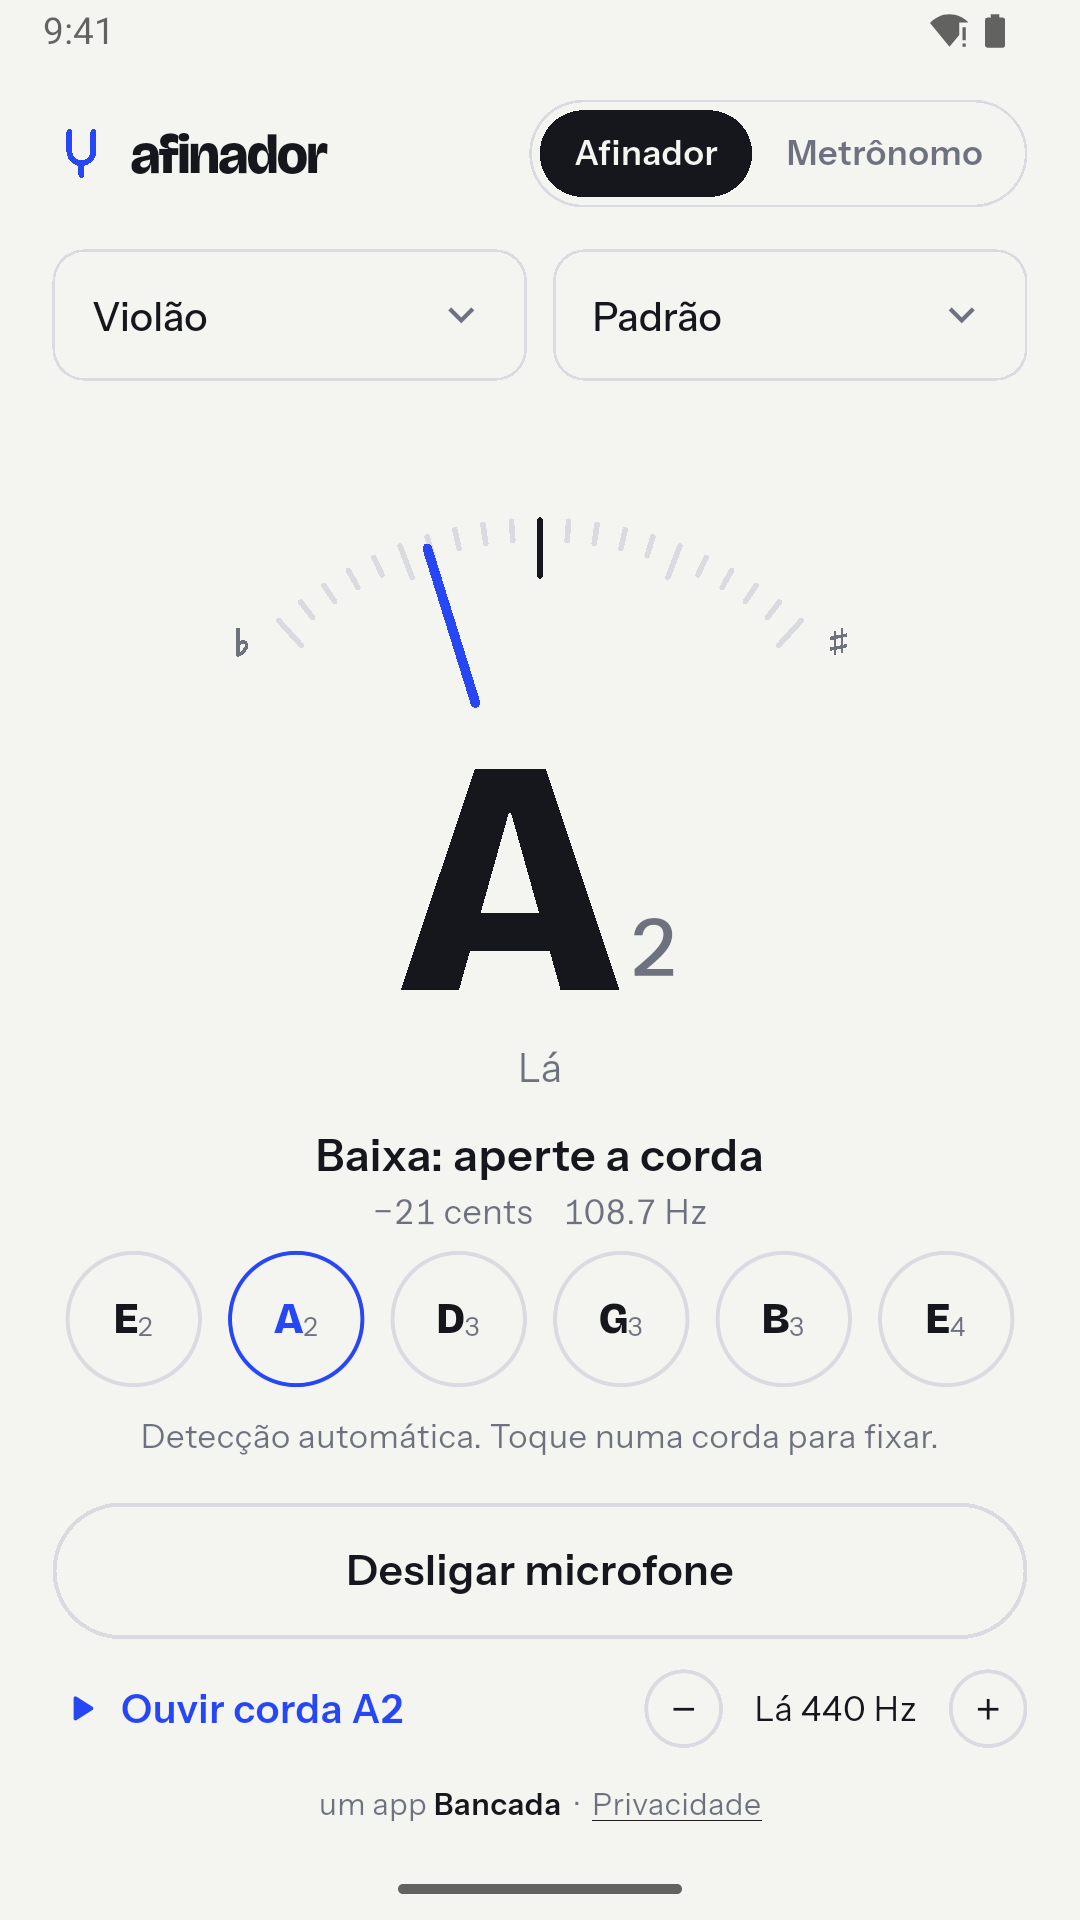 9:41
afinador
Afinador Metrônomo
Violão Padrão
♭ ♯
A2
Lá
Baixa: aperte a corda
−21 cents 108.7 Hz
E2 A2 D3 G3 B3 E4
Detecção automática. Toque numa corda para fixar.
Desligar microfone
Ouvir corda A2 − Lá 440 Hz +
um app Bancada · Privacidade